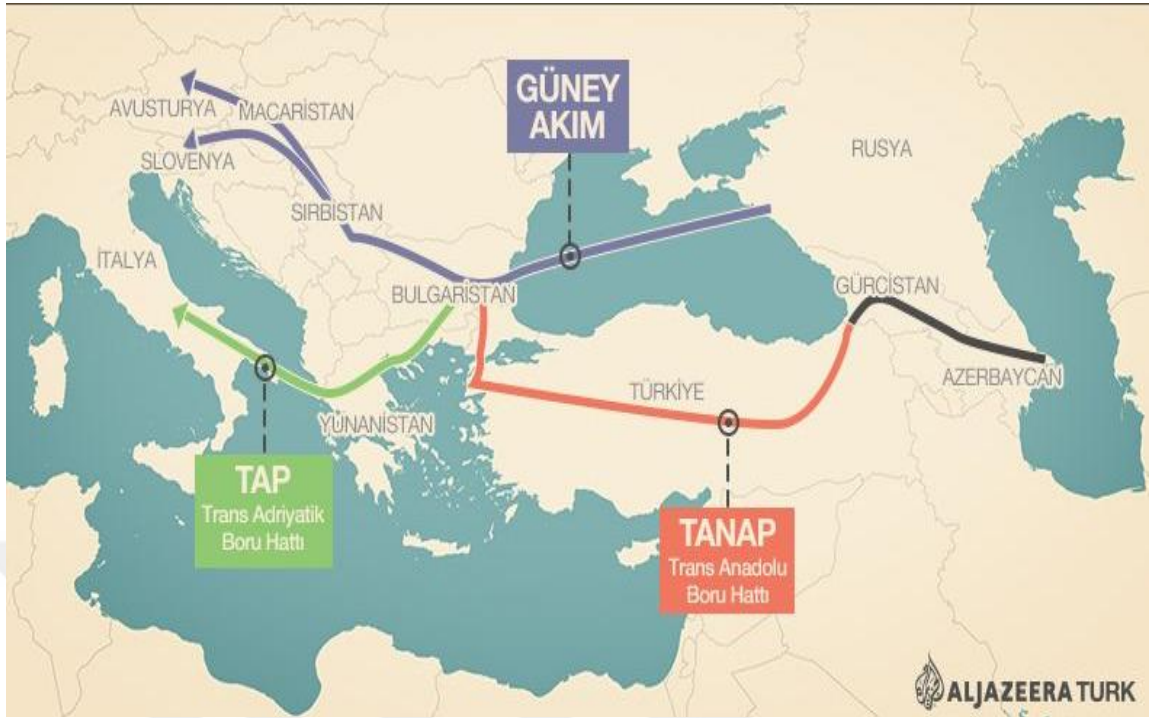 GÜNEY
AKIM
AVUSTURYA
MACARİSTAN
SLOVENYA
RUSYA
SIRBİSTAN
İTALYA
GÜRCİSTAN
BULGARİSTAN
AZERBAYCAN
TÜRKİYE
YUNANİSTAN
TAP
Trans Adriyatik
Boru Hattı
TANAP
Trans Anadolu
Boru Hattı
ALJAZEERA TURK